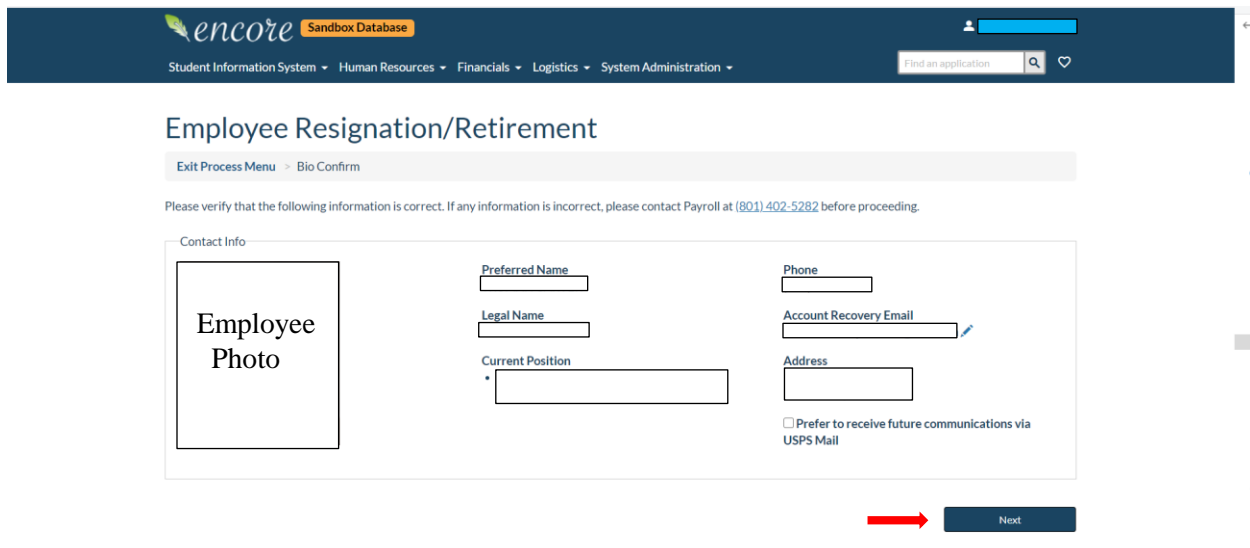 encore Sandbox Database
Student Information System Human Resources Financials Logistics System Administration Find an application
Employee Resignation/Retirement
Exit Process Menu > Bio Confirm
Please verify that the following information is correct. If any information is incorrect, please contact Payroll at (801) 402-5282 before proceeding.
Contact Info
Employee
Photo
Preferred Name
Legal Name
Current Position
Phone
Account Recovery Email
Address
Prefer to receive future communications via
USPS Mail
Next